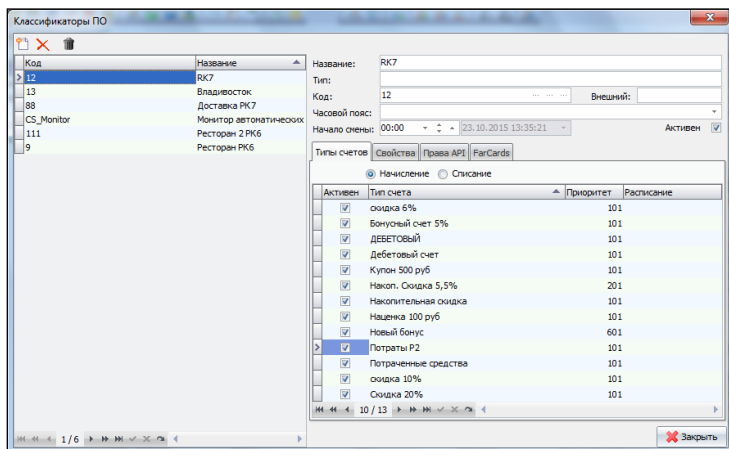 Классификаторы ПО
Код Название
12 RK7
13 Владивосток
88 Доставка РК7
CS_Monitor Монитор автоматических
111 Ресторан 2 РК6
9 Ресторан РК6
1 / 6
Название: RK7
Тип:
Код: 12 ... ... ... Внешний:
Часовой пояс:
Начало смены: 00:00 23.10.2015 13:35:21 Активен
Типы счетов Свойства Права API FarCards
Начисление Списание
Активен Тип счета Приоритет Расписание
скидка 6% 101
Бонусный счет 5% 101
ДЕБЕТОВЫЙ 101
Дебетовый счет 101
Купон 500 руб 101
Накоп. Скидка 5,5% 201
Накопительная скидка 101
Наценка 100 руб 101
Новый бонус 601
Потраты Р2 101
Потраченные средства 101
скидка 10% 101
Скидка 20% 101
10 / 13
Закрыть